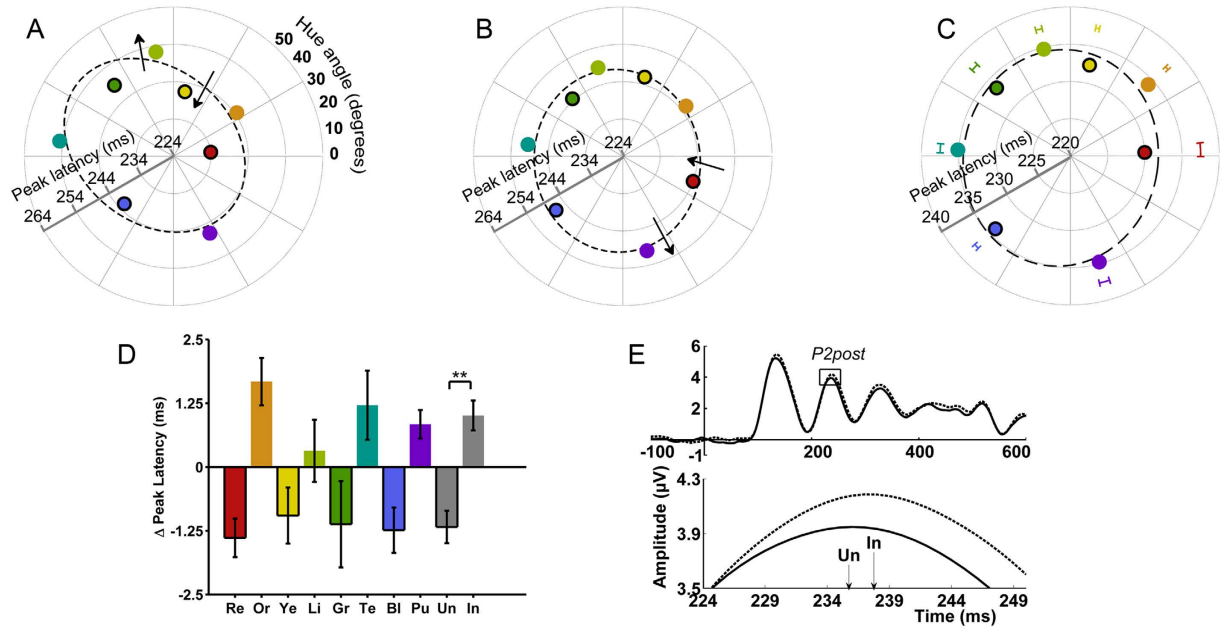 A
50
40
30
20
10
0
Hue angle (degrees)
Peak latency (ms)
224
234
244
254
264
B
Peak latency (ms)
224
234
244
254
264
C
Peak latency (ms)
220
225
230
235
240
D
Δ Peak Latency (ms)
2.5
1.25
0
-1.25
-2.5
**
Re Or Ye Li Gr Te Bl Pu Un In
E
P2post
6
4
2
-1
-100 200 400 600
Amplitude (µV)
4.3
3.9
3.5
Un In
224 229 234 239 244 249
Time (ms)